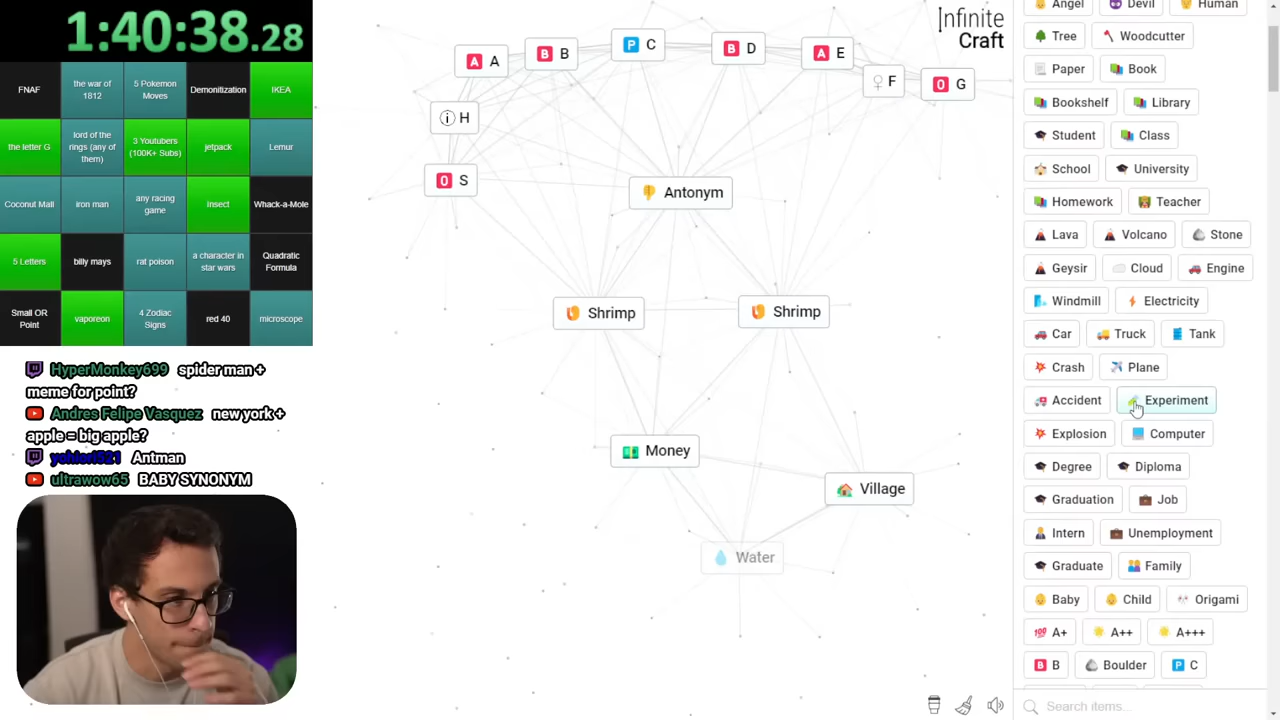 1:40:38.28
FNAF
the war of
1812
5 Pokemon
Moves
Demonitization
IKEA
the letter G
lord of the
rings (any of
them)
3 Youtubers
(100K+ Subs)
jetpack
Lemur
Coconut Mall
iron man
any racing
game
Insect
Whack-a-Mole
5 Letters
billy mays
rat poison
a character in
star wars
Quadratic
Formula
Small OR
Point
vaporeon
4 Zodiac
Signs
red 40
microscope
HyperMonkey699 spider man +
meme for point?
Andres Felipe Vasquez new york +
apple = big apple?
Antman
ultrawow65 BABY SYNONYM
Infinite
Craft
A A
B B
P C
B D
A E
♀ F
O G
i H
O S
Antonym
Shrimp
Shrimp
Money
Village
Water
Angel Devil Human
Tree Woodcutter
Paper Book
Bookshelf Library
Student Class
School University
Homework Teacher
Lava Volcano Stone
Geysir Cloud Engine
Windmill Electricity
Car Truck Tank
Crash Plane
Accident Experiment
Explosion Computer
Degree Diploma
Graduation Job
Intern Unemployment
Graduate Family
Baby Child Origami
100 A+ A++ A+++
B B Boulder P C
Search items...